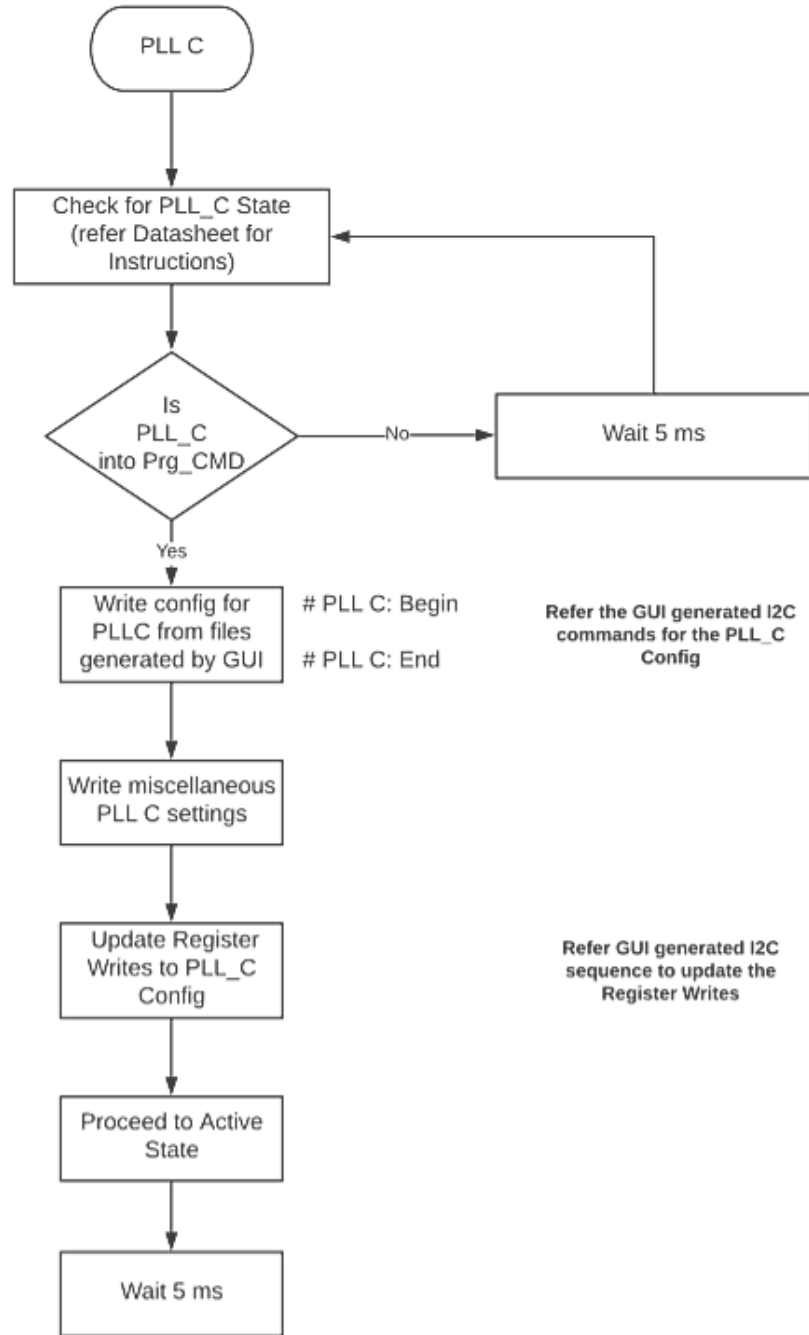 PLL C
Check for PLL_C State
(refer Datasheet for
Instructions)
Is
PLL_C
into Prg_CMD
No
Wait 5 ms
Yes
Write config for
PLLC from files
generated by GUI
# PLL C: Begin
# PLL C: End
Refer the GUI generated I2C
commands for the PLL_C
Config
Write miscellaneous
PLL C settings
Update Register
Writes to PLL_C
Config
Refer GUI generated I2C
sequence to update the
Register Writes
Proceed to Active
State
Wait 5 ms